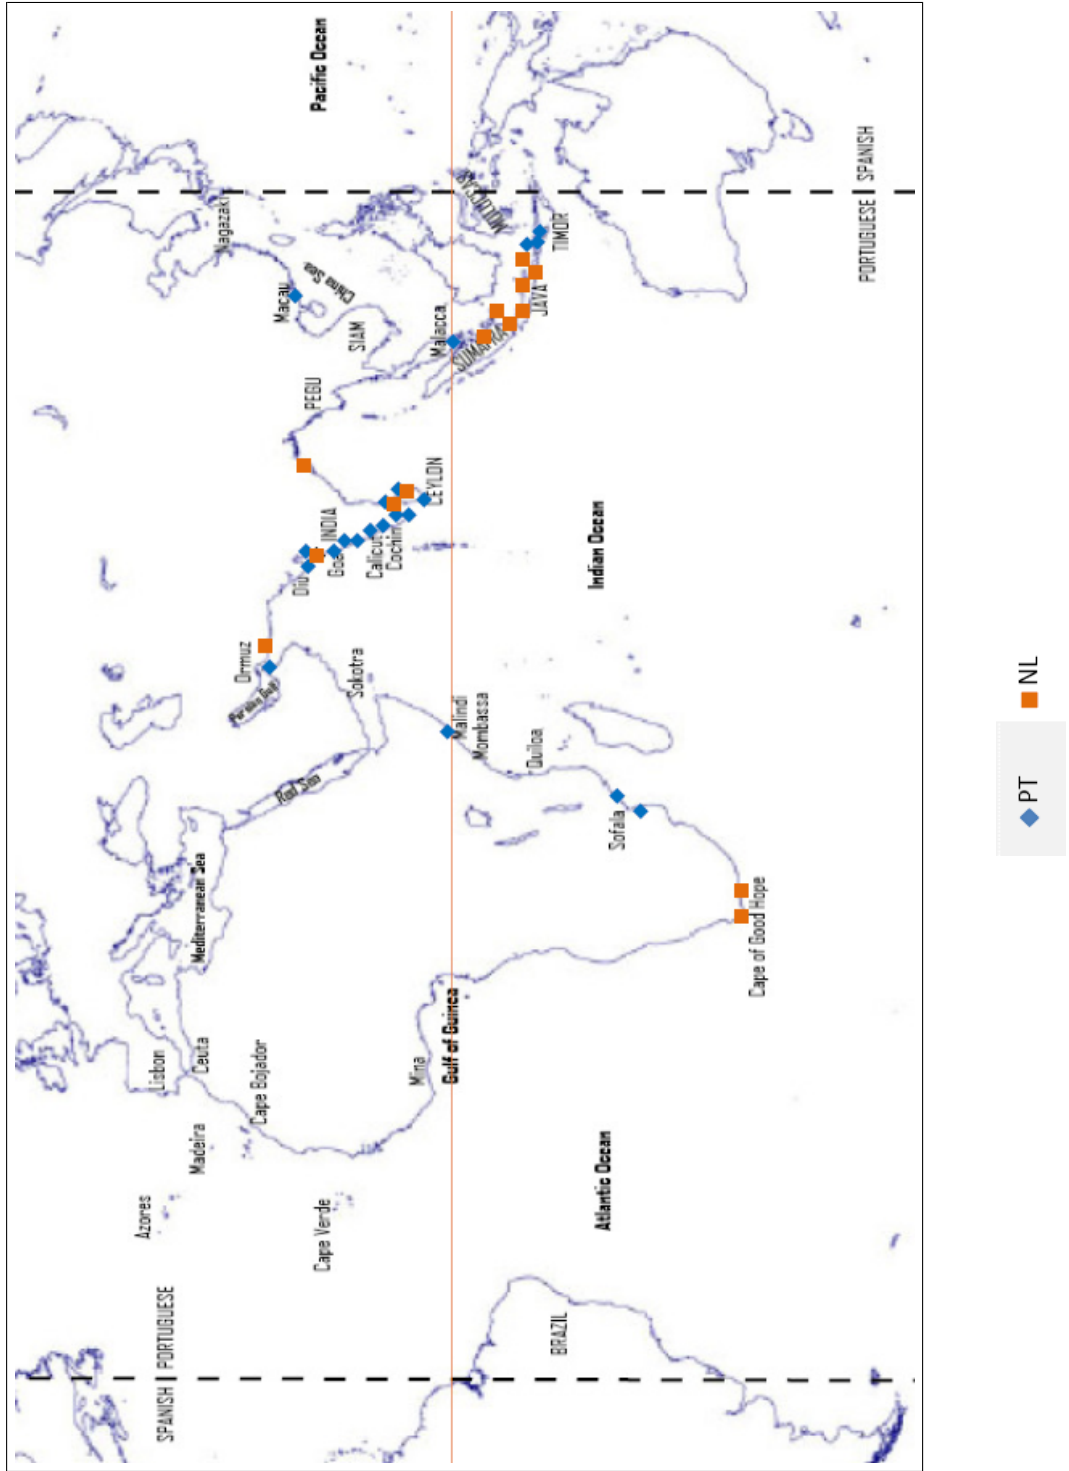 SPANISH | PORTUGUESE
PORTUGUESE | SPANISH
Azores
Madeira
Lisbon
Ceuta
Cape Bojador
Cape Verde
Mediterranean Sea
Red Sea
Persian Gulf
Ormuz
Sokotra
Mina
Gulf of Guinea
Malindi
Mombassa
Quiloa
Sofala
Cape of Good Hope
Atlantic Ocean
BRAZIL
Diu
INDIA
Goa
Calicut
Cochin
CEYLON
Indian Ocean
PEGU
SIAM
Macau
China Sea
Nagazaki
Pacific Ocean
Malacca
SUMATRA
JAVA
TIMOR
MOLOCCAS
PT
NL